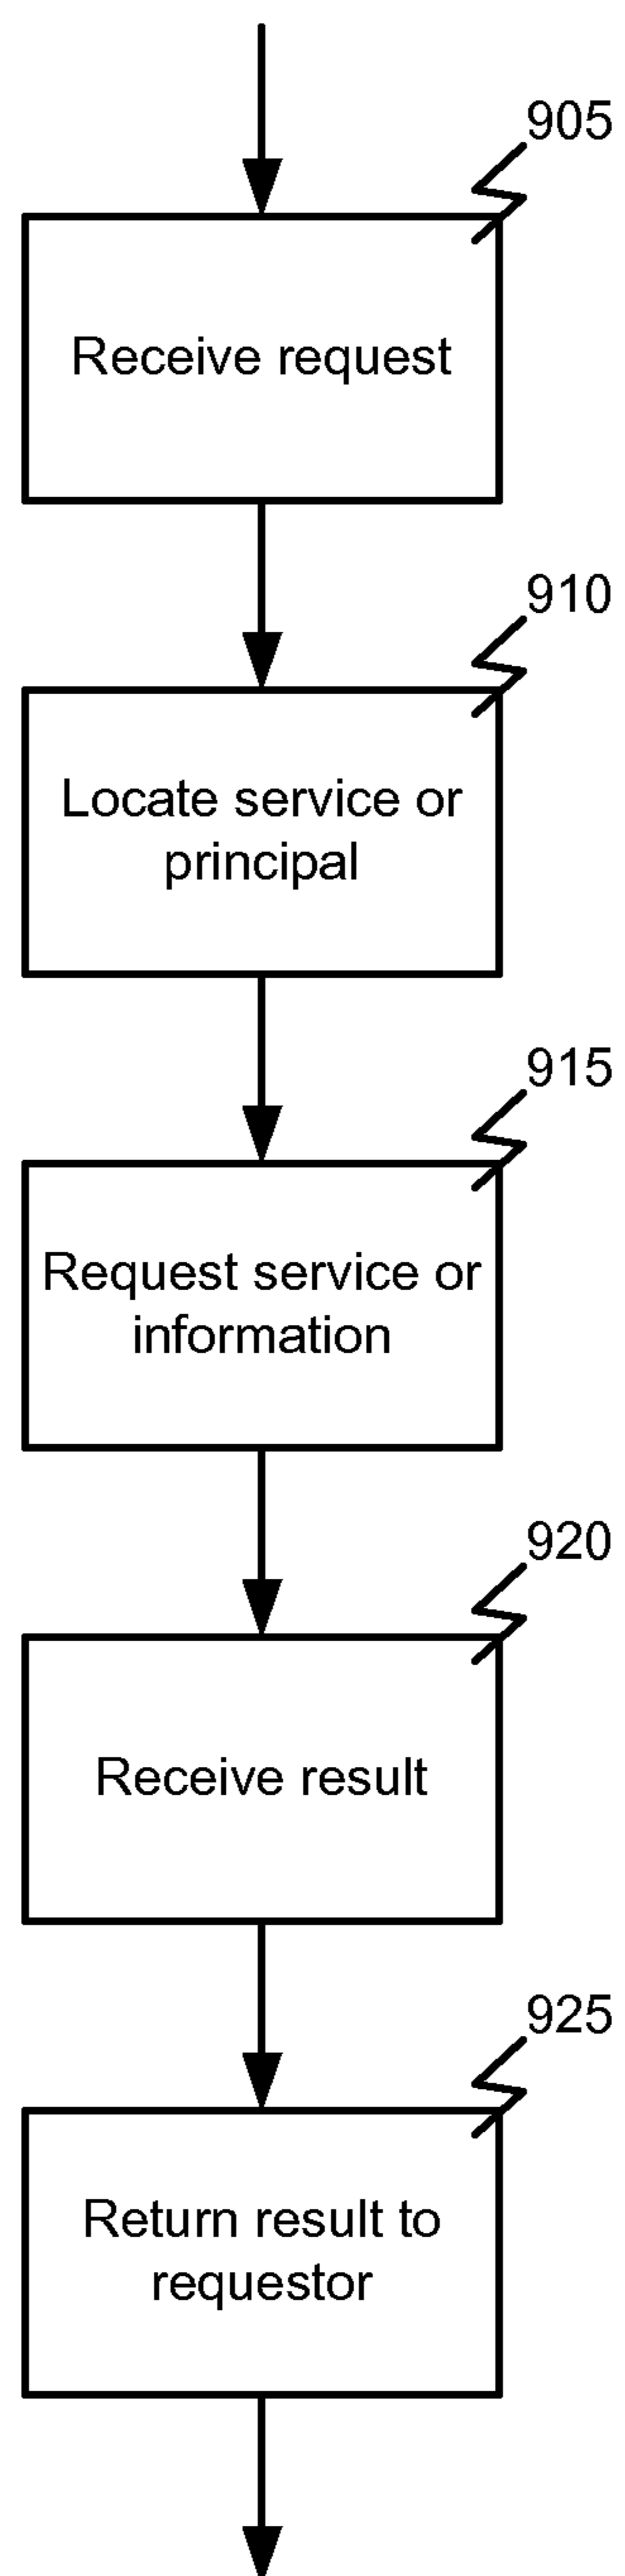 905
Receive request
910
Locate service or
principal
915
Request service or
information
920
Receive result
925
Return result to
requestor